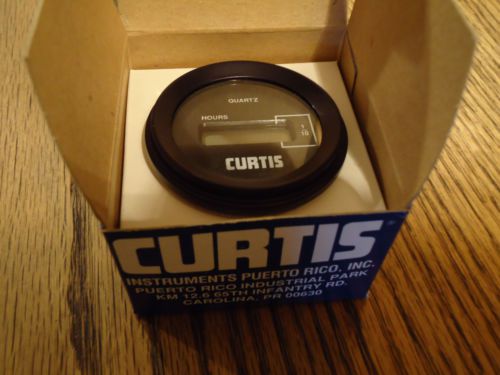 QUARTZ
HOURS
1
10
CURTIS
CURTIS®
INSTRUMENTS PUERTO RICO, INC.
PUERTO RICO INDUSTRIAL PARK
KM 12.6 65TH INFANTRY RD.
CAROLINA, PR 00630